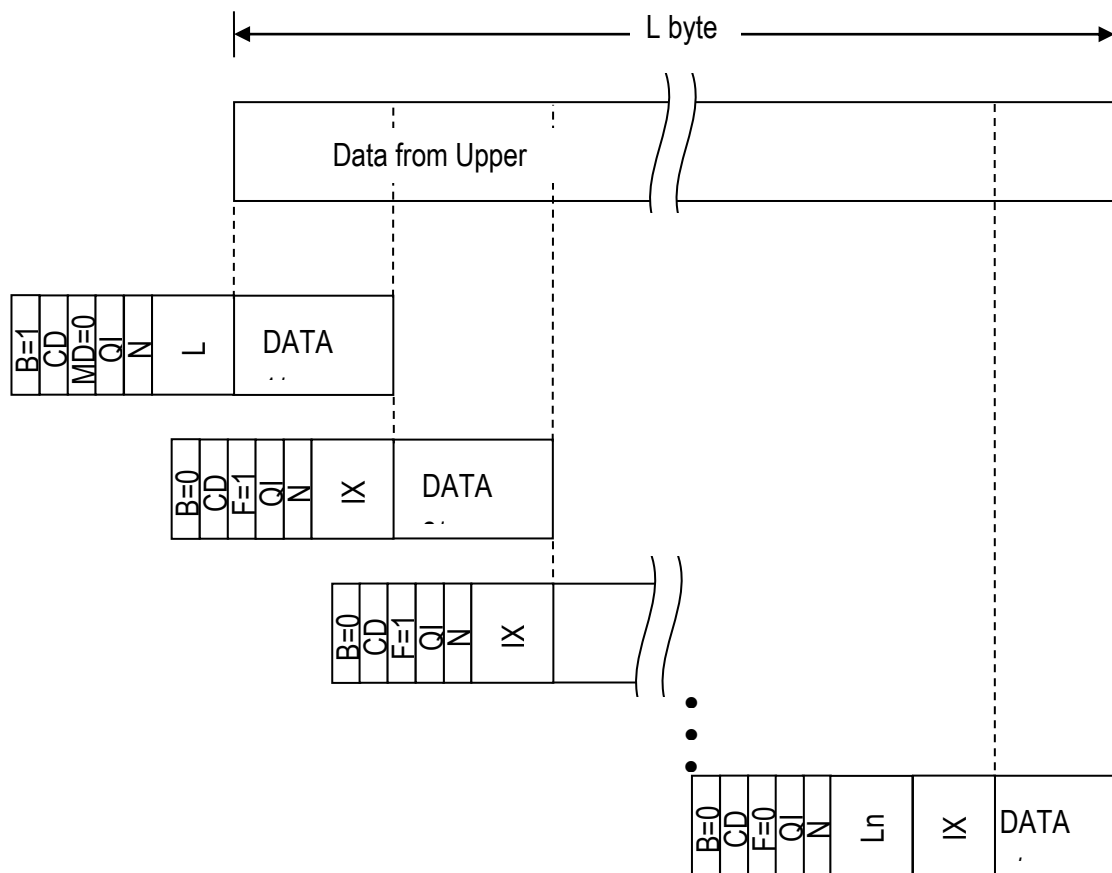 L byte
Data from Upper
B=1 CD MD=0 QI N L DATA
B=0 CD F=1 QI N IX DATA
B=0 CD F=1 QI N IX
B=0 CD F=0 QI N Ln IX DATA